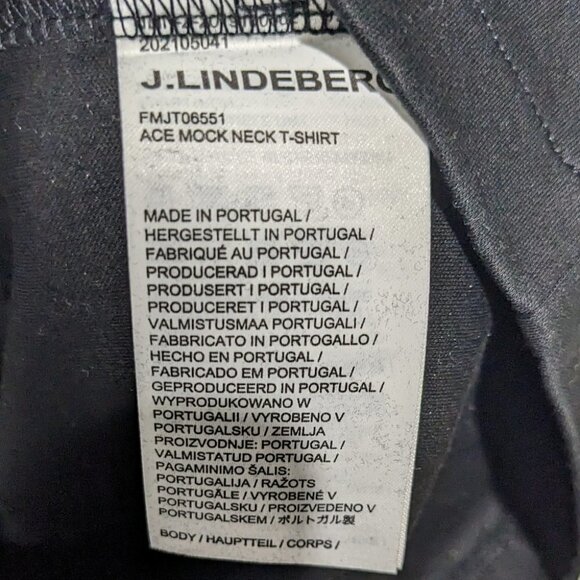 202105041
J.LINDEBERG
FMJT06551
ACE MOCK NECK T-SHIRT
MADE IN PORTUGAL /
HERGESTELLT IN PORTUGAL /
FABRIQUÉ AU PORTUGAL /
PRODUCERAD I PORTUGAL /
PRODUSERT I PORTUGAL /
PRODUCERET I PORTUGAL /
VALMISTUSMAA PORTUGALI /
FABBRICATO IN PORTOGALLO /
HECHO EN PORTUGAL /
FABRICADO EM PORTUGAL /
GEPRODUCEERD IN PORTUGAL /
WYPRODUKOWANO W
PORTUGALII / VYROBENO V
PORTUGALSKU / ZEMLJA
PROIZVODNJE: PORTUGAL /
VALMISTATUD PORTUGAL /
PAGAMINIMO ŠALIS:
PORTUGALIJA / RAŽOTS
PORTUGĀLE / VYROBENÉ V
PORTUGALSKU / PROIZVEDENO V
PORTUGALSKEM / ポルトガル製
BODY / HAUPTTEIL / CORPS /